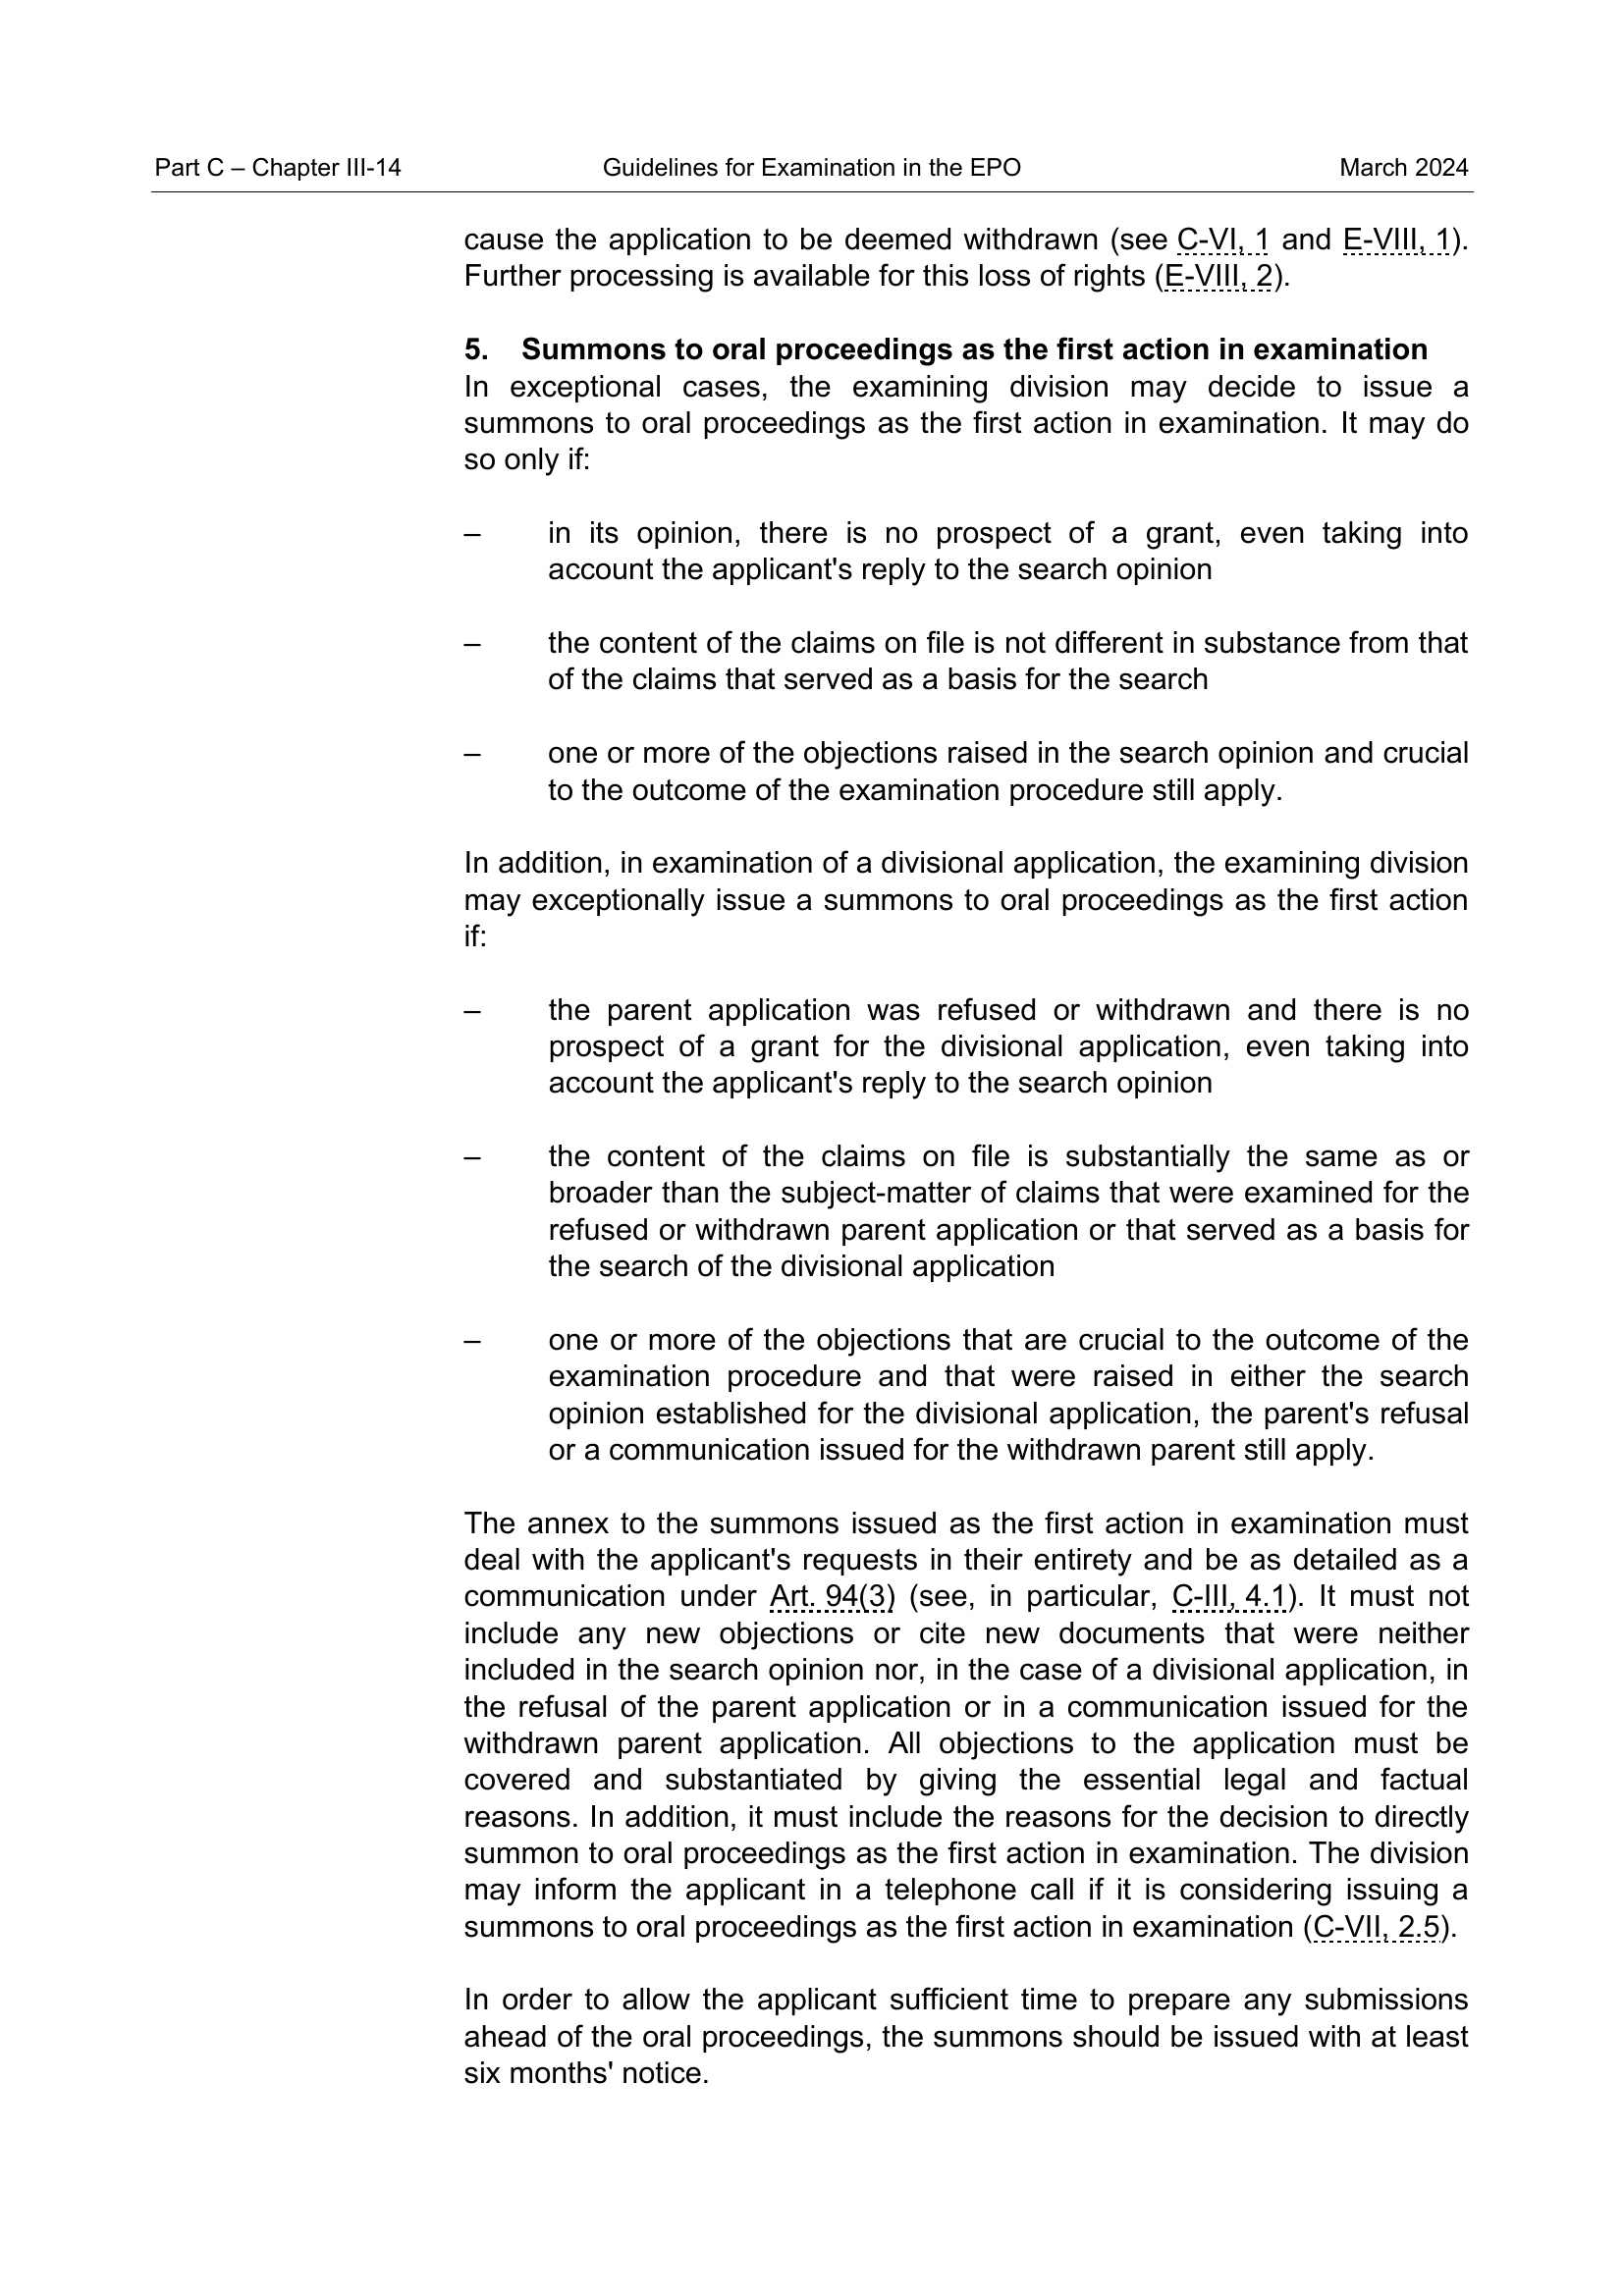 Part C – Chapter III-14 Guidelines for Examination in the EPO March 2024
cause the application to be deemed withdrawn (see C-VI, 1 and E-VIII, 1).
Further processing is available for this loss of rights (E-VIII, 2).
5. Summons to oral proceedings as the first action in examination
In exceptional cases, the examining division may decide to issue a
summons to oral proceedings as the first action in examination. It may do
so only if:
– in its opinion, there is no prospect of a grant, even taking into
account the applicant's reply to the search opinion
– the content of the claims on file is not different in substance from that
of the claims that served as a basis for the search
– one or more of the objections raised in the search opinion and crucial
to the outcome of the examination procedure still apply.
In addition, in examination of a divisional application, the examining division
may exceptionally issue a summons to oral proceedings as the first action
if:
– the parent application was refused or withdrawn and there is no
prospect of a grant for the divisional application, even taking into
account the applicant's reply to the search opinion
– the content of the claims on file is substantially the same as or
broader than the subject-matter of claims that were examined for the
refused or withdrawn parent application or that served as a basis for
the search of the divisional application
– one or more of the objections that are crucial to the outcome of the
examination procedure and that were raised in either the search
opinion established for the divisional application, the parent's refusal
or a communication issued for the withdrawn parent still apply.
The annex to the summons issued as the first action in examination must
deal with the applicant's requests in their entirety and be as detailed as a
communication under Art. 94(3) (see, in particular, C-III, 4.1). It must not
include any new objections or cite new documents that were neither
included in the search opinion nor, in the case of a divisional application, in
the refusal of the parent application or in a communication issued for the
withdrawn parent application. All objections to the application must be
covered and substantiated by giving the essential legal and factual
reasons. In addition, it must include the reasons for the decision to directly
summon to oral proceedings as the first action in examination. The division
may inform the applicant in a telephone call if it is considering issuing a
summons to oral proceedings as the first action in examination (C-VII, 2.5).
In order to allow the applicant sufficient time to prepare any submissions
ahead of the oral proceedings, the summons should be issued with at least
six months' notice.